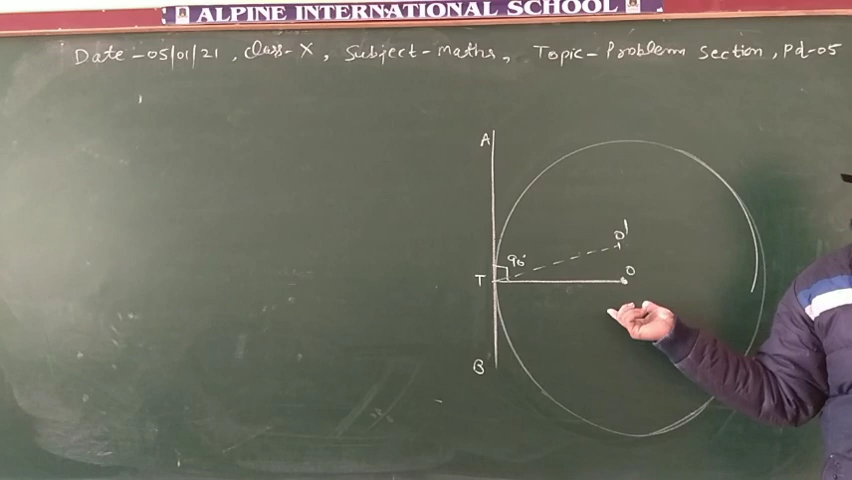 ALPINE INTERNATIONAL SCHOOL
Date - 05/01/21, Class- X, Subject - Maths, Topic - Problem Section, Pd-05
A
O'
90°
O
T
B